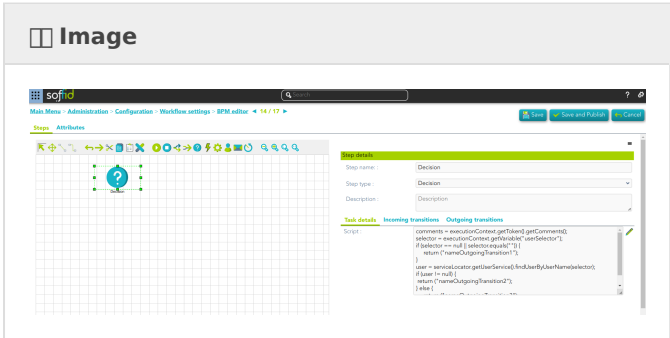 Image
soffid
Search
?
Main Menu > Administration > Configuration > Workflow settings > BPM editor ◄ 14 / 17 ►
Save
Save and Publish
Cancel
Steps Attributes
Decision
Step details
Step name : Decision
Step type : Decision
Description : Description
Task details Incoming transitions Outgoing transitions
Script :
comments = executionContext.getToken().getComments();
selector = executionContext.getVariable("userSelector");
if (selector == null || selector.equals("")) {
return ("nameOutgoingTransition1");
}
user = serviceLocator.getUserService().findUserByUserName(selector);
if (user != null) {
return ("nameOutgoingTransition2");
} else {